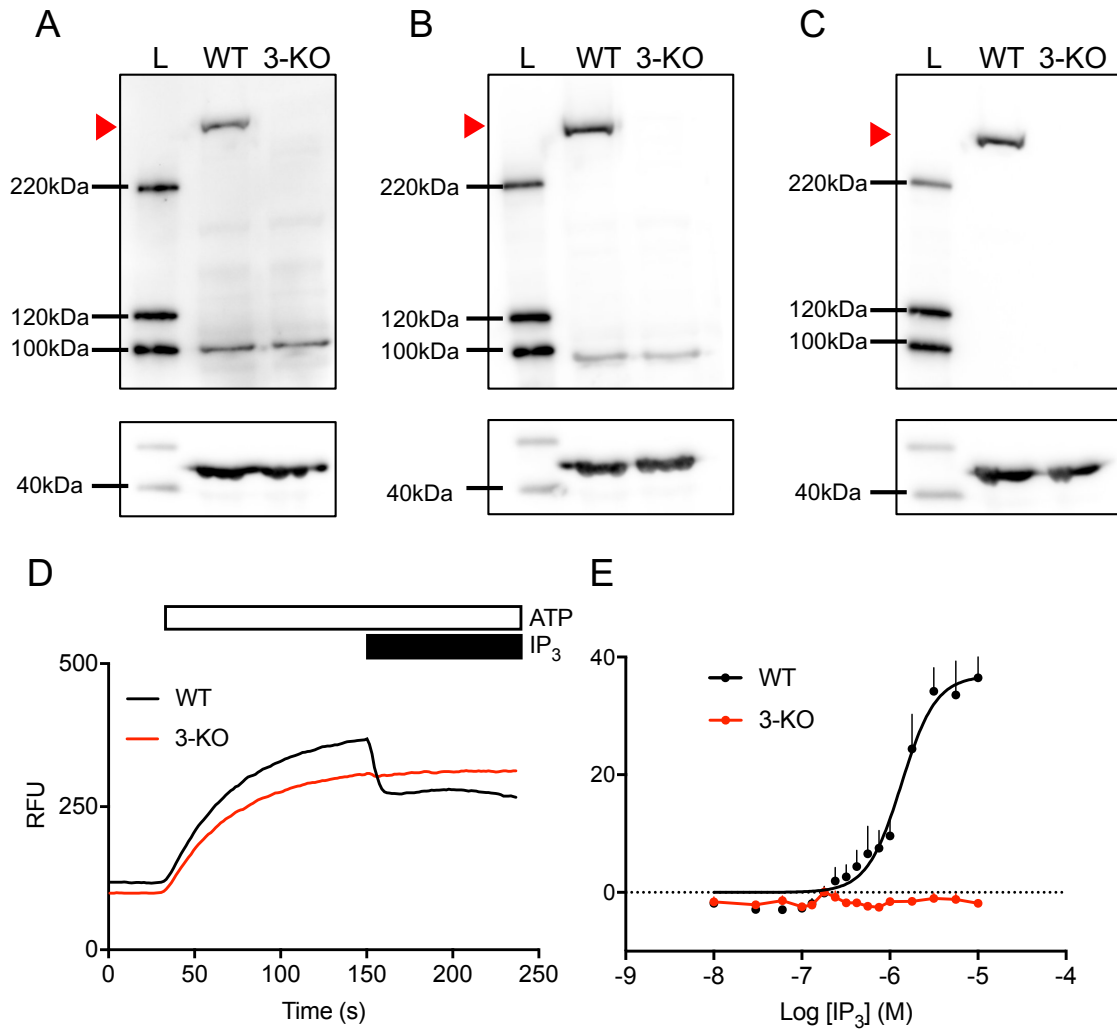 A
B
C
L WT 3-KO
L WT 3-KO
L WT 3-KO
220kDa
220kDa
220kDa
120kDa
120kDa
120kDa
100kDa
100kDa
100kDa
40kDa
40kDa
40kDa
D
ATP
IP₃
500
WT
3-KO
250
0
RFU
0 50 100 150 200 250
Time (s)
E
40
WT
3-KO
20
0
-9 -8 -7 -6 -5 -4
Log [IP₃] (M)